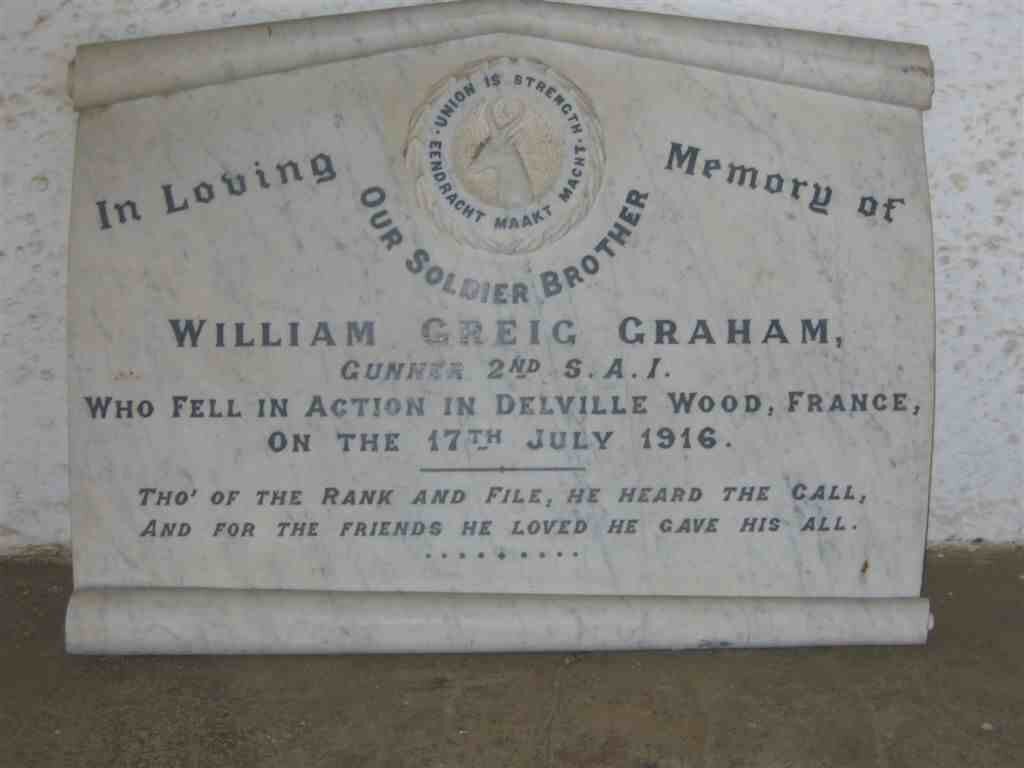 · UNION IS STRENGTH ·
EENDRACHT MAAKT MACHT
In Loving Memory of
OUR SOLDIER BROTHER
WILLIAM GREIG GRAHAM,
GUNNER 2ND S.A.I.
WHO FELL IN ACTION IN DELVILLE WOOD, FRANCE,
ON THE 17TH JULY 1916.
THO' OF THE RANK AND FILE, HE HEARD THE CALL,
AND FOR THE FRIENDS HE LOVED HE GAVE HIS ALL.